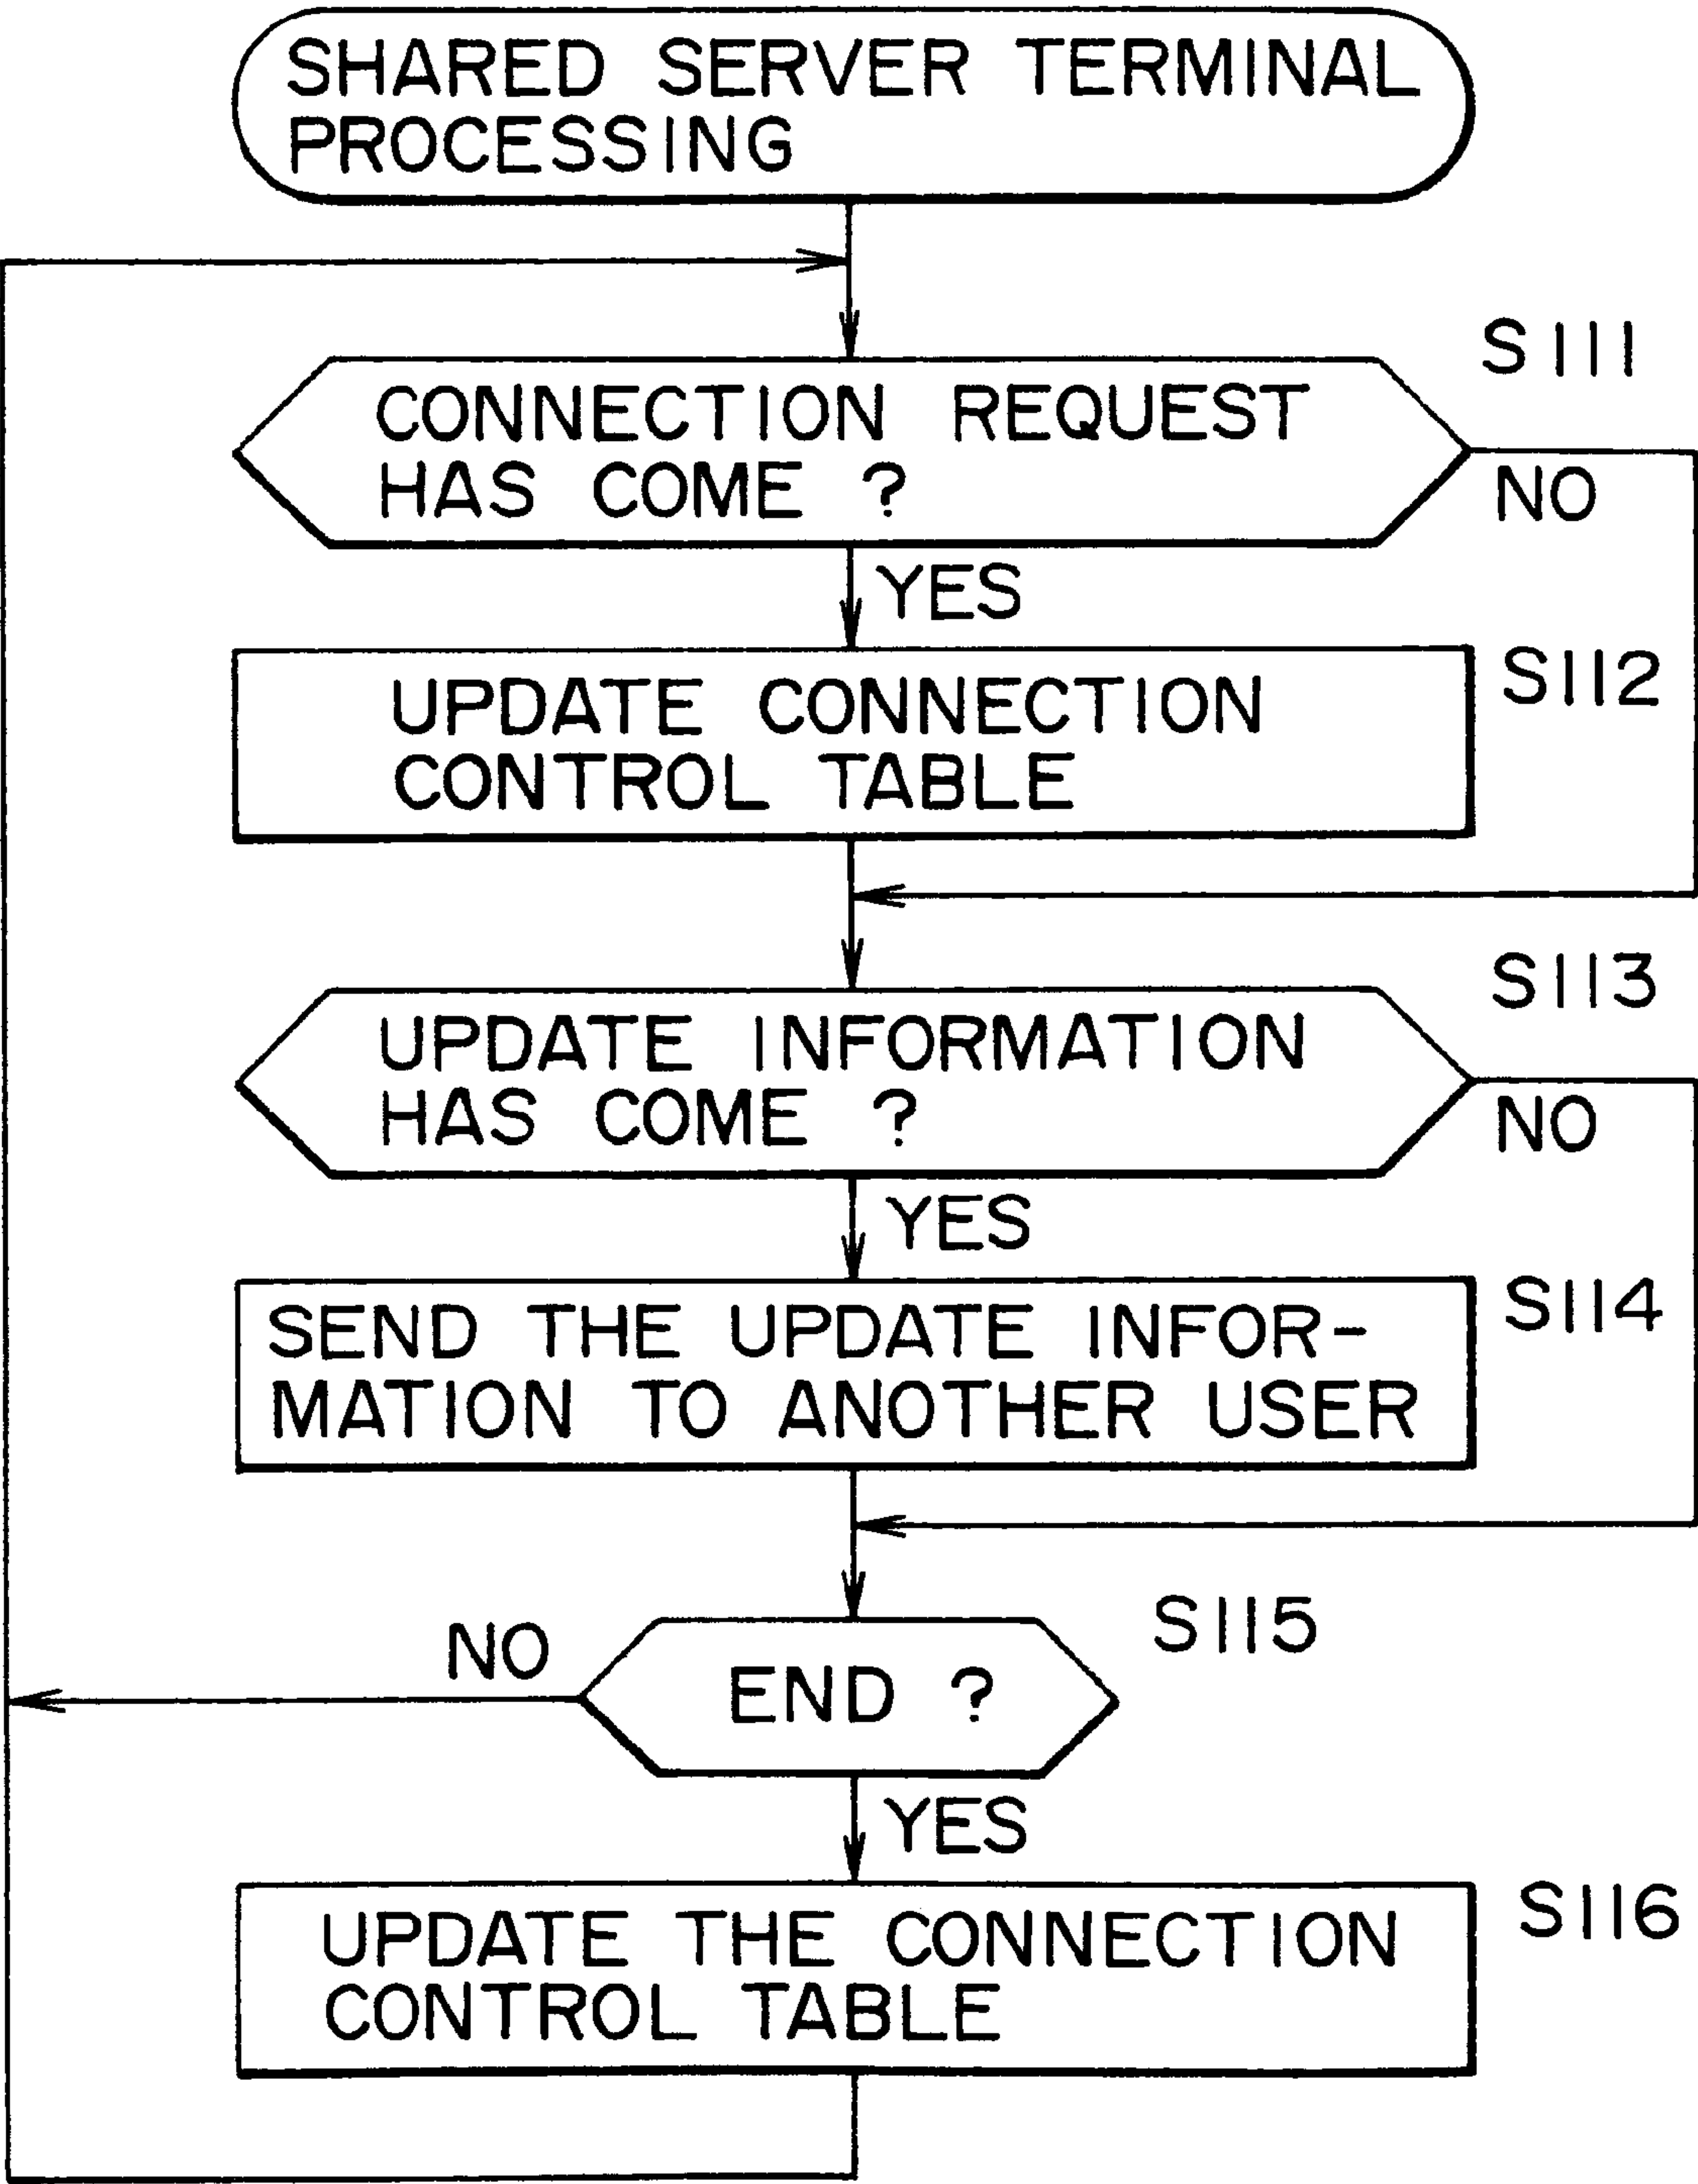 SHARED SERVER TERMINAL
PROCESSING
S111
CONNECTION REQUEST
HAS COME ?
NO
YES
S112
UPDATE CONNECTION
CONTROL TABLE
S113
UPDATE INFORMATION
HAS COME ?
NO
YES
S114
SEND THE UPDATE INFOR-
MATION TO ANOTHER USER
S115
NO
END ?
YES
S116
UPDATE THE CONNECTION
CONTROL TABLE